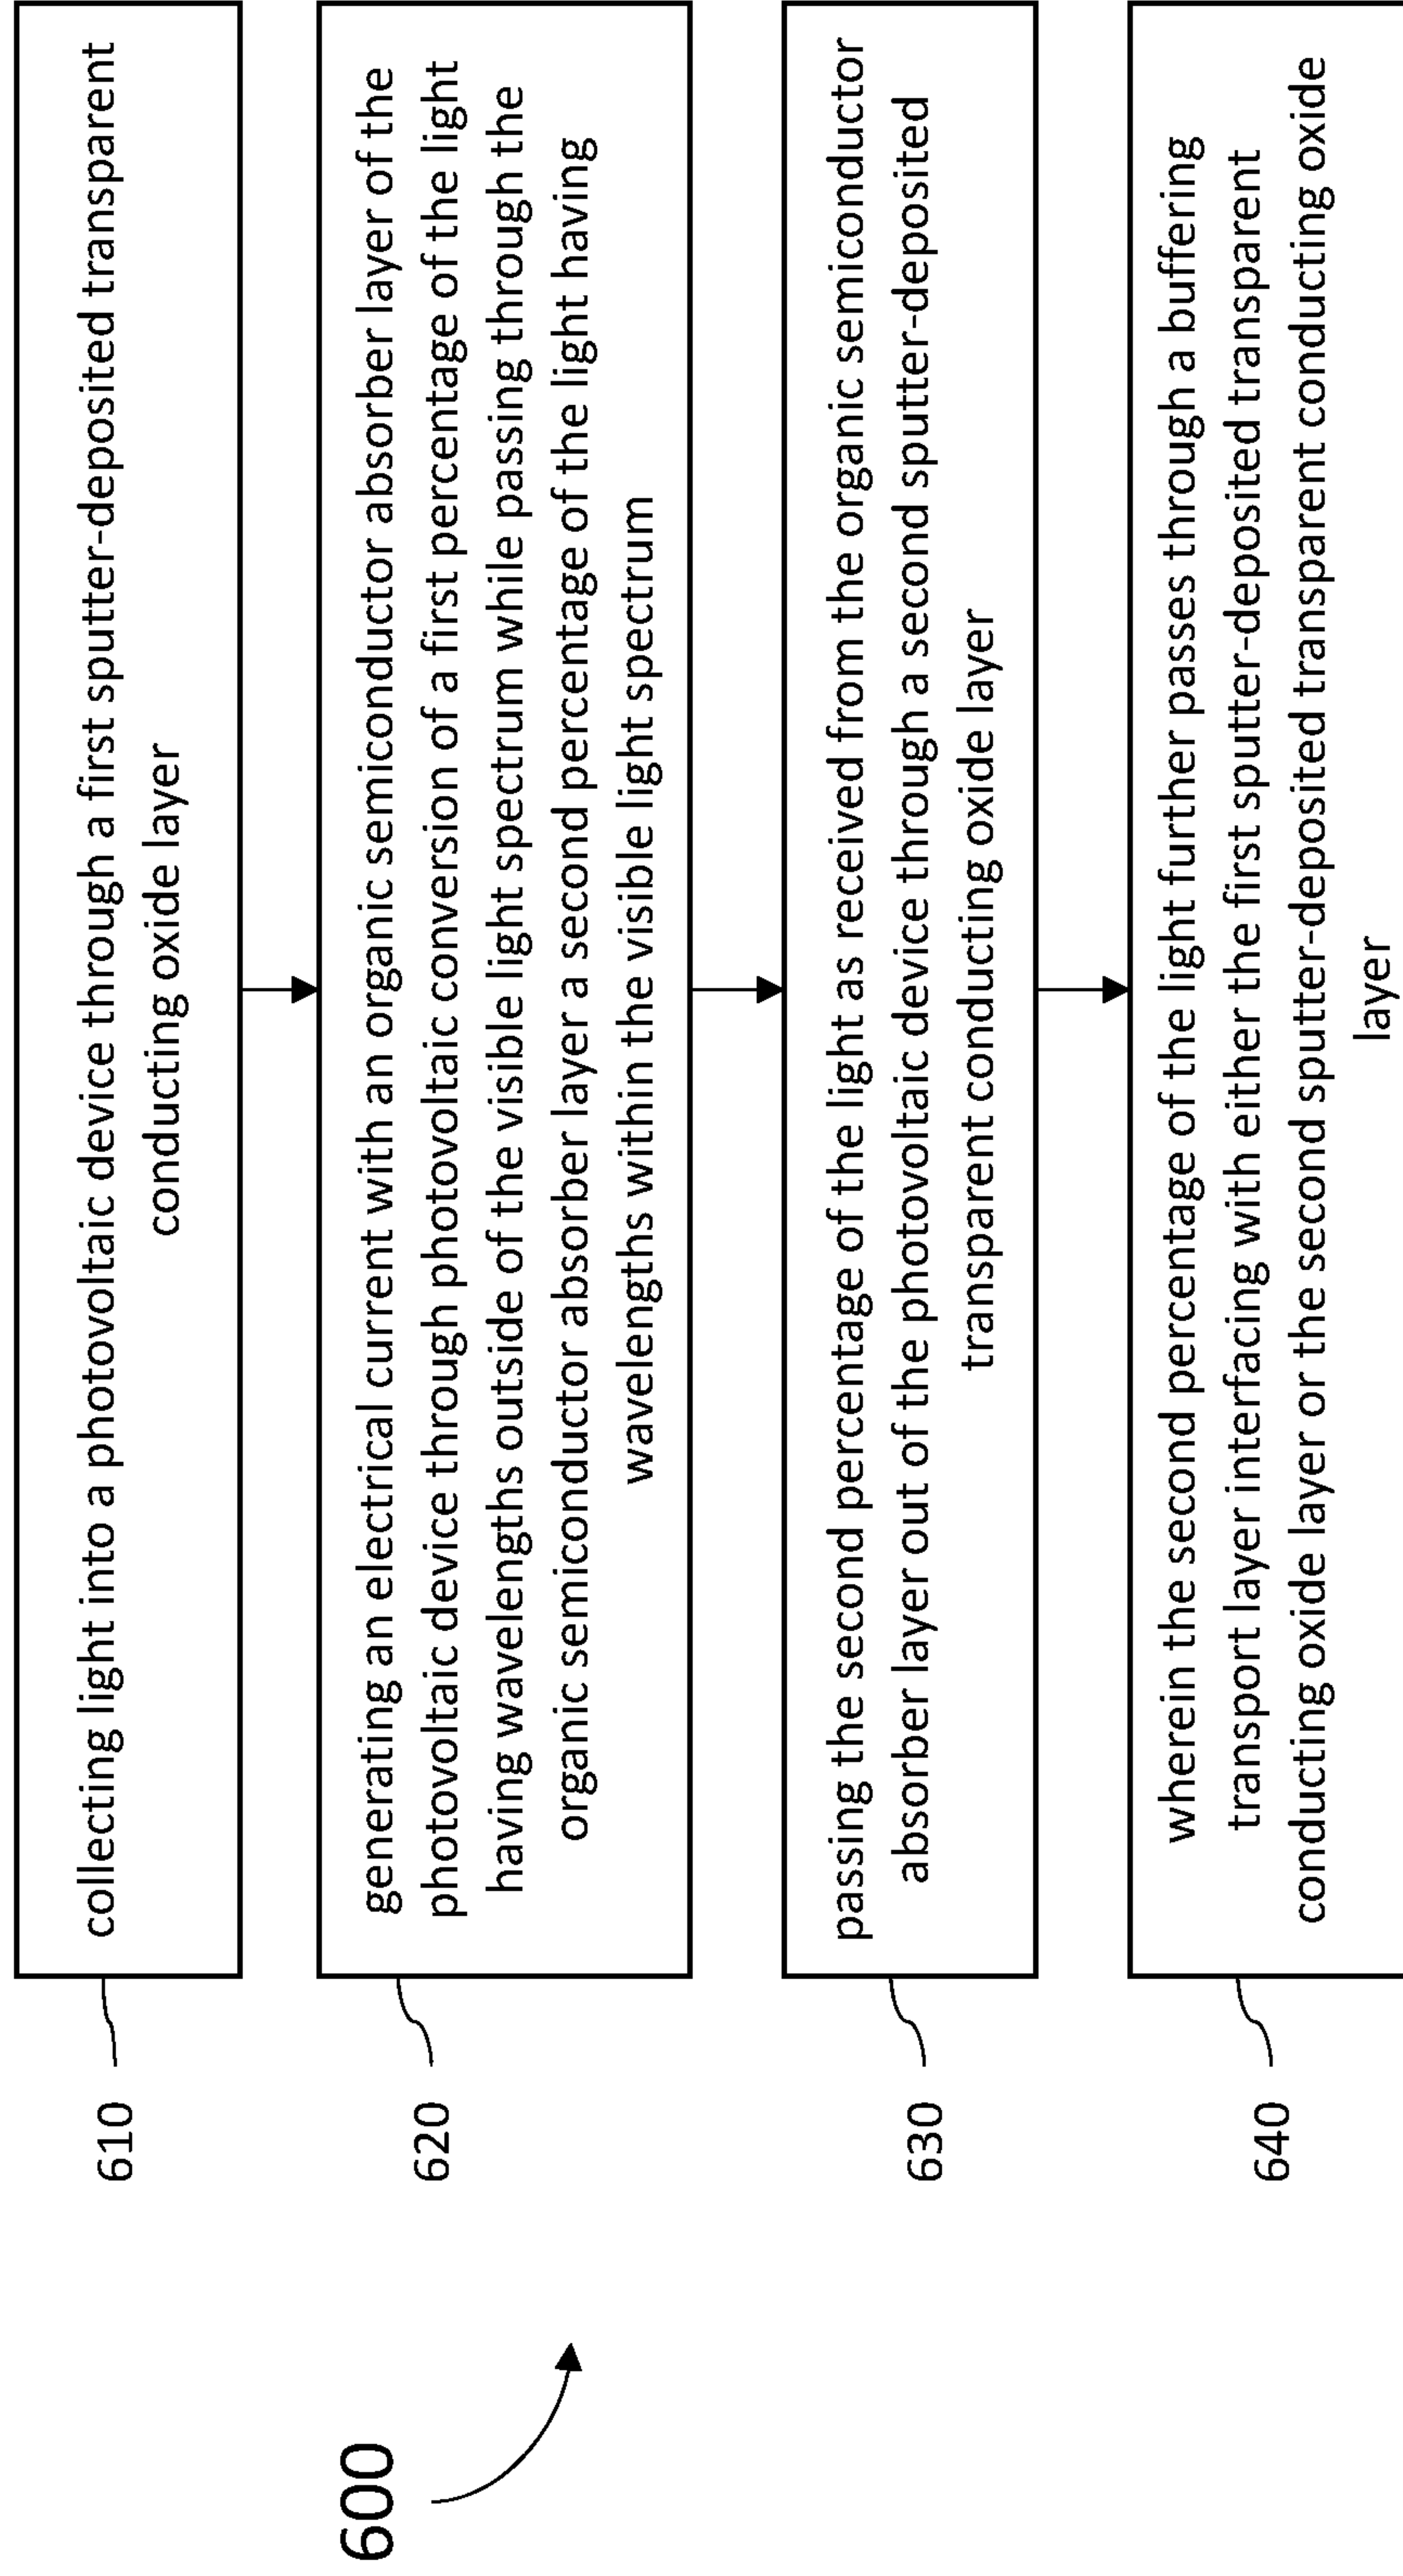 600
610
collecting light into a photovoltaic device through a first sputter-deposited transparent
conducting oxide layer
620
generating an electrical current with an organic semiconductor absorber layer of the
photovoltaic device through photovoltaic conversion of a first percentage of the light
having wavelengths outside of the visible light spectrum while passing through the
organic semiconductor absorber layer a second percentage of the light having
wavelengths within the visible light spectrum
630
passing the second percentage of the light as received from the organic semiconductor
absorber layer out of the photovoltaic device through a second sputter-deposited
transparent conducting oxide layer
640
wherein the second percentage of the light further passes through a buffering
transport layer interfacing with either the first sputter-deposited transparent
conducting oxide layer or the second sputter-deposited transparent conducting oxide
layer